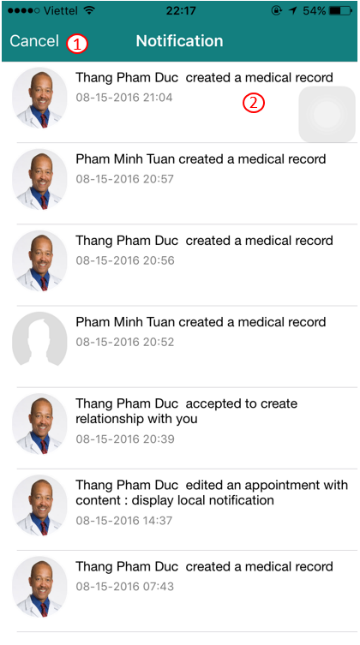 Viettel 22:17 54%
Cancel 1 Notification
Thang Pham Duc created a medical record
08-15-2016 21:04
2
Pham Minh Tuan created a medical record
08-15-2016 20:57
Thang Pham Duc created a medical record
08-15-2016 20:56
Pham Minh Tuan created a medical record
08-15-2016 20:52
Thang Pham Duc accepted to create
relationship with you
08-15-2016 20:39
Thang Pham Duc edited an appointment with
content : display local notification
08-15-2016 14:37
Thang Pham Duc created a medical record
08-15-2016 07:43